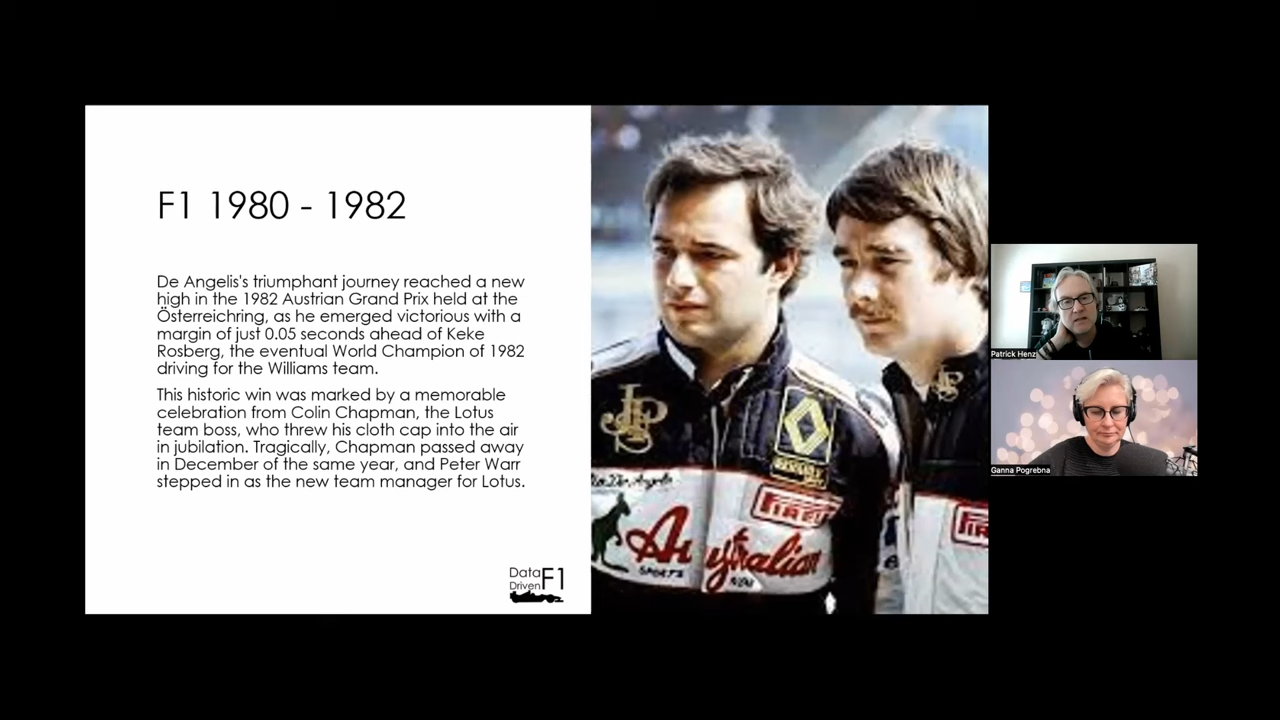 F1 1980 - 1982
De Angelis's triumphant journey reached a new
high in the 1982 Austrian Grand Prix held at the
Österreichring, as he emerged victorious with a
margin of just 0.05 seconds ahead of Keke
Rosberg, the eventual World Champion of 1982
driving for the Williams team.
This historic win was marked by a memorable
celebration from Colin Chapman, the Lotus
team boss, who threw his cloth cap into the air
in jubilation. Tragically, Chapman passed away
in December of the same year, and Peter Warr
stepped in as the new team manager for Lotus.
Data
Driven
F1
JPS
De Angelis
PIRELLI
Australian
SPORTS
Patrick Henz
Ganna Pogrebna